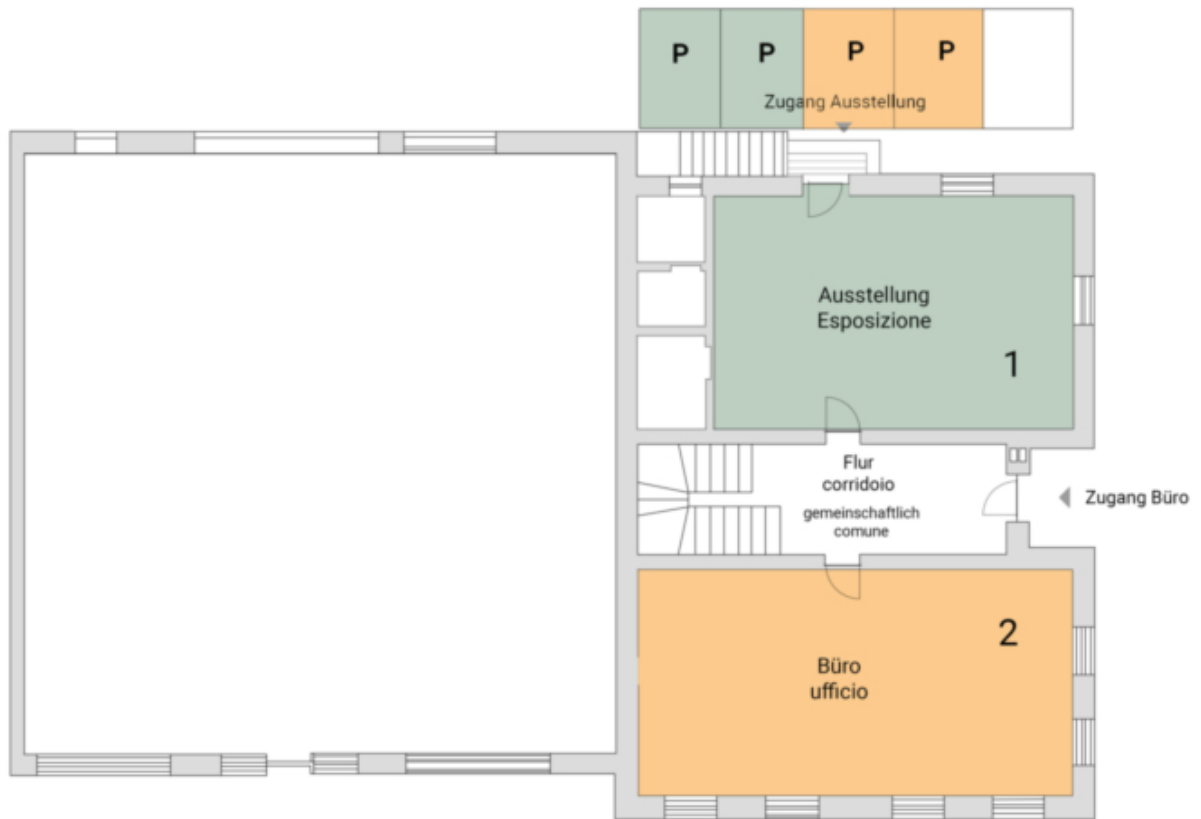 P P P P
Zugang Ausstellung
Ausstellung
Esposizione
1
Flur
corridoio
gemeinschaftlich
comune
Zugang Büro
2
Büro
ufficio